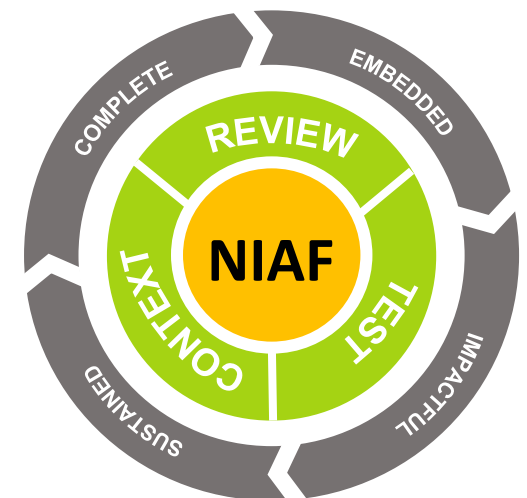 COMPLETE
EMBEDDED
IMPACTFUL
SUSTAINED
REVIEW
TEST
CONTEXT
NIAF